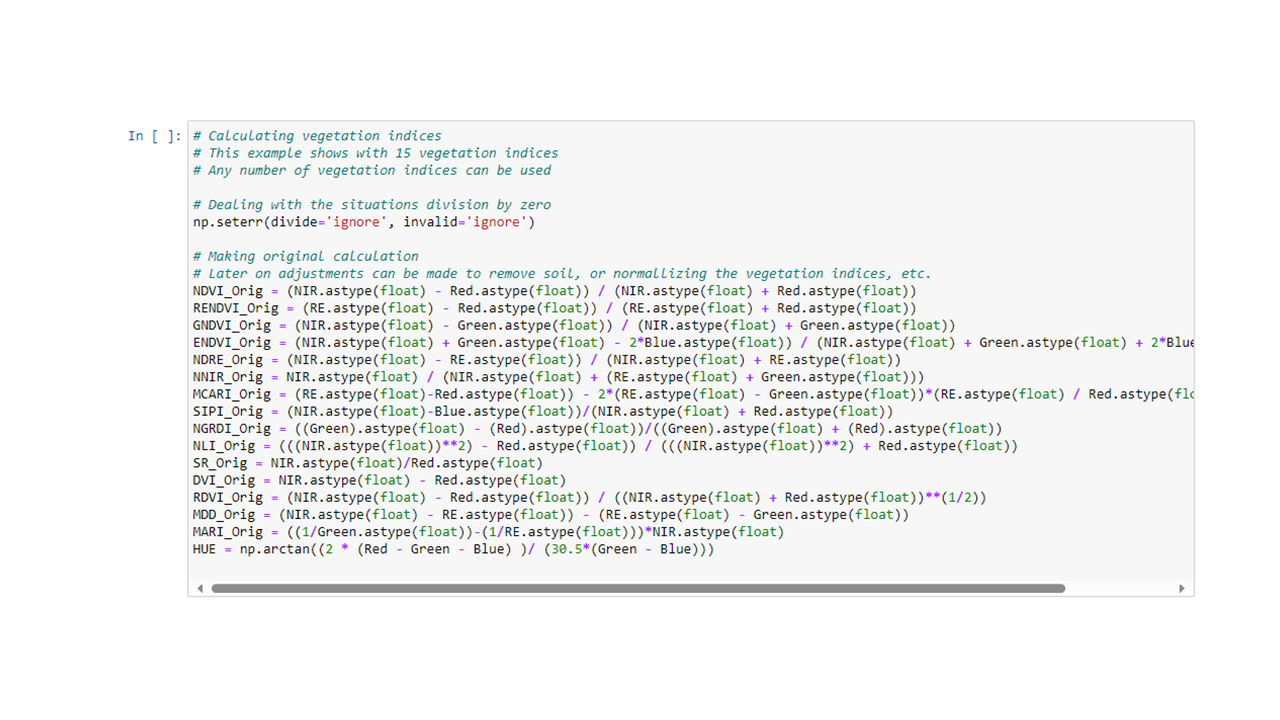 In [ ]:
# Calculating vegetation indices
# This example shows with 15 vegetation indices
# Any number of vegetation indices can be used
# Dealing with the situations division by zero
np.seterr(divide='ignore', invalid='ignore')
# Making original calculation
# Later on adjustments can be made to remove soil, or normallizing the vegetation indices, etc.
NDVI_Orig = (NIR.astype(float) - Red.astype(float)) / (NIR.astype(float) + Red.astype(float))
RENDVI_Orig = (RE.astype(float) - Red.astype(float)) / (RE.astype(float) + Red.astype(float))
GNDVI_Orig = (NIR.astype(float) - Green.astype(float)) / (NIR.astype(float) + Green.astype(float))
ENDVI_Orig = (NIR.astype(float) + Green.astype(float) - 2*Blue.astype(float)) / (NIR.astype(float) + Green.astype(float) + 2*Blue
NDRE_Orig = (NIR.astype(float) - RE.astype(float)) / (NIR.astype(float) + RE.astype(float))
NNIR_Orig = NIR.astype(float) / (NIR.astype(float) + (RE.astype(float) + Green.astype(float)))
MCARI_Orig = (RE.astype(float)-Red.astype(float)) - 2*(RE.astype(float) - Green.astype(float))*(RE.astype(float) / Red.astype(flo
SIPI_Orig = (NIR.astype(float)-Blue.astype(float))/(NIR.astype(float) + Red.astype(float))
NGRDI_Orig = ((Green).astype(float) - (Red).astype(float))/((Green).astype(float) + (Red).astype(float))
NLI_Orig = (((NIR.astype(float))**2) - Red.astype(float)) / (((NIR.astype(float))**2) + Red.astype(float))
SR_Orig = NIR.astype(float)/Red.astype(float)
DVI_Orig = NIR.astype(float) - Red.astype(float)
RDVI_Orig = (NIR.astype(float) - Red.astype(float)) / ((NIR.astype(float) + Red.astype(float))**(1/2))
MDD_Orig = (NIR.astype(float) - RE.astype(float)) - (RE.astype(float) - Green.astype(float))
MARI_Orig = ((1/Green.astype(float))-(1/RE.astype(float)))*NIR.astype(float)
HUE = np.arctan((2 * (Red - Green - Blue) )/ (30.5*(Green - Blue)))